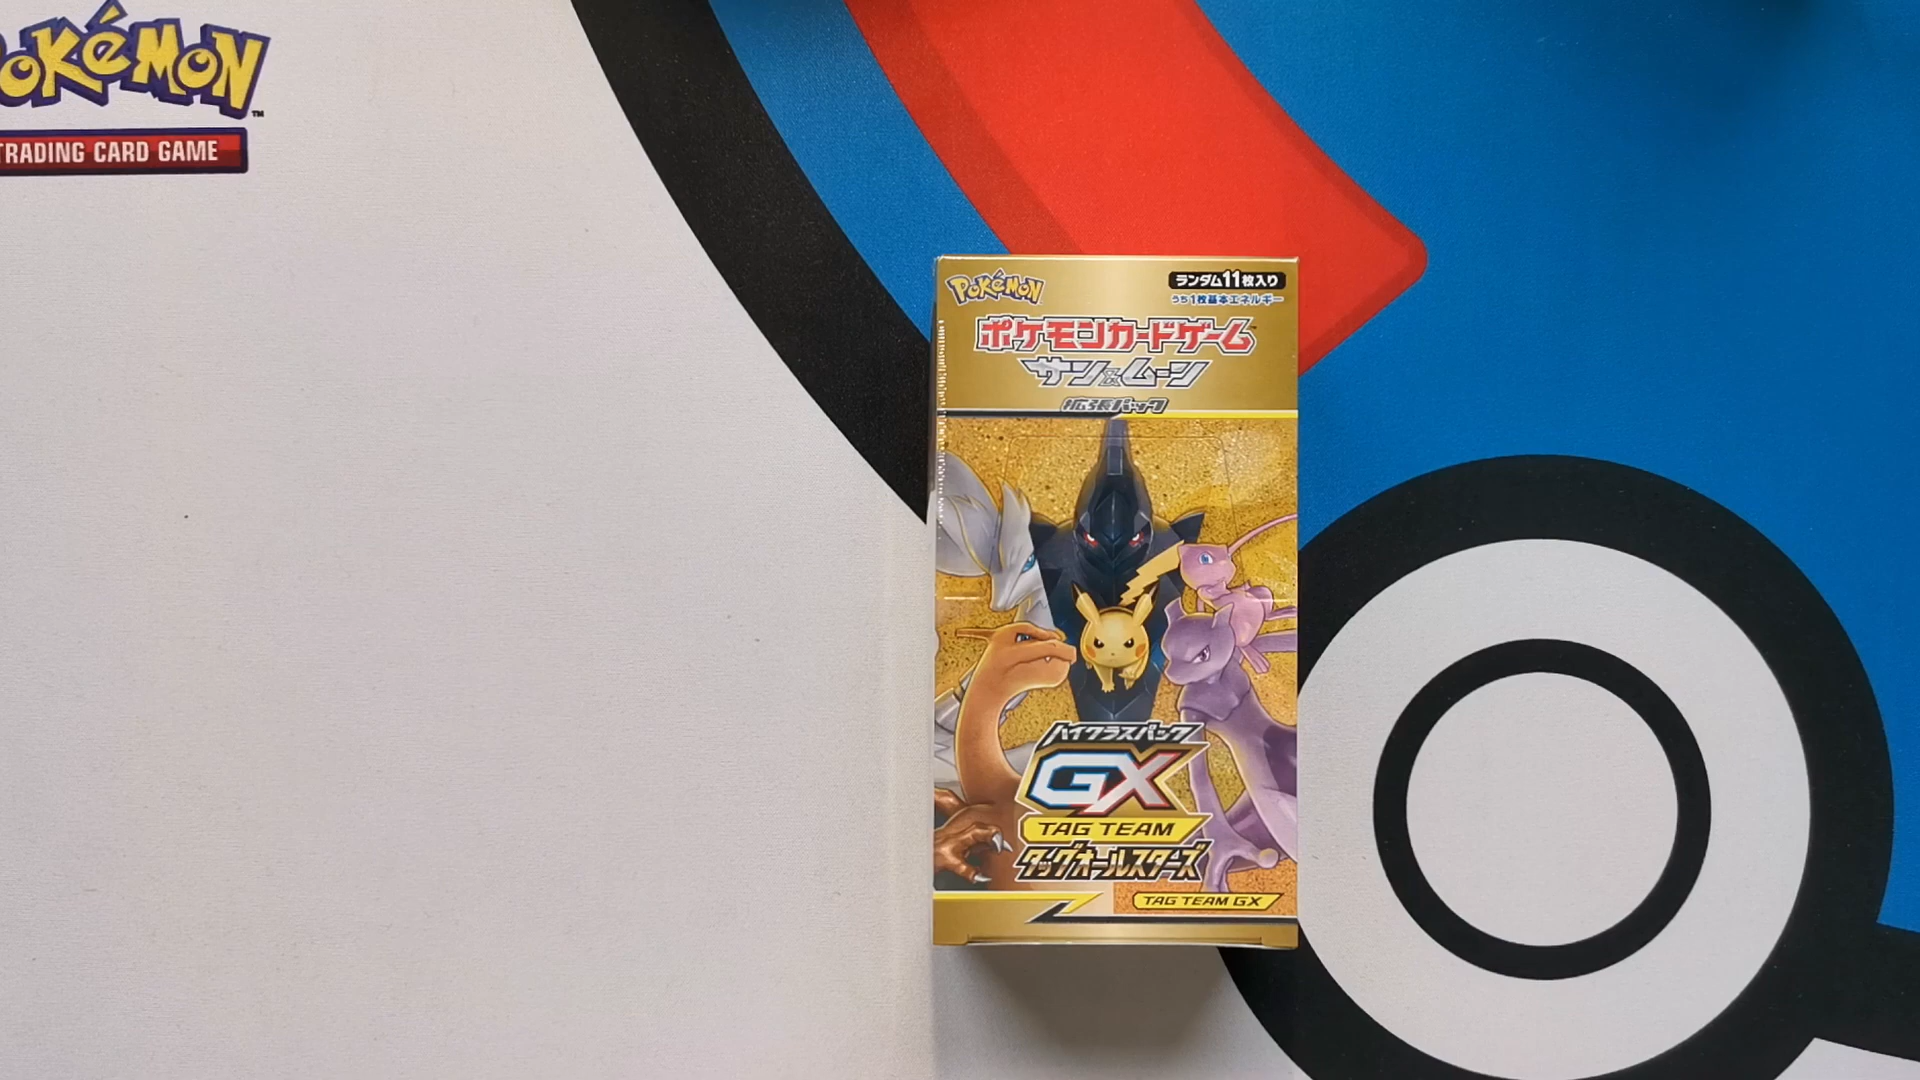 Pokémon
TRADING CARD GAME
Pokémon
ランダム11枚入り
うち1枚基本エネルギー
ポケモンカードゲーム
サン&ムーン
拡張パック
ハイクラスパック
GX
TAG TEAM
タッグオールスターズ
TAG TEAM GX